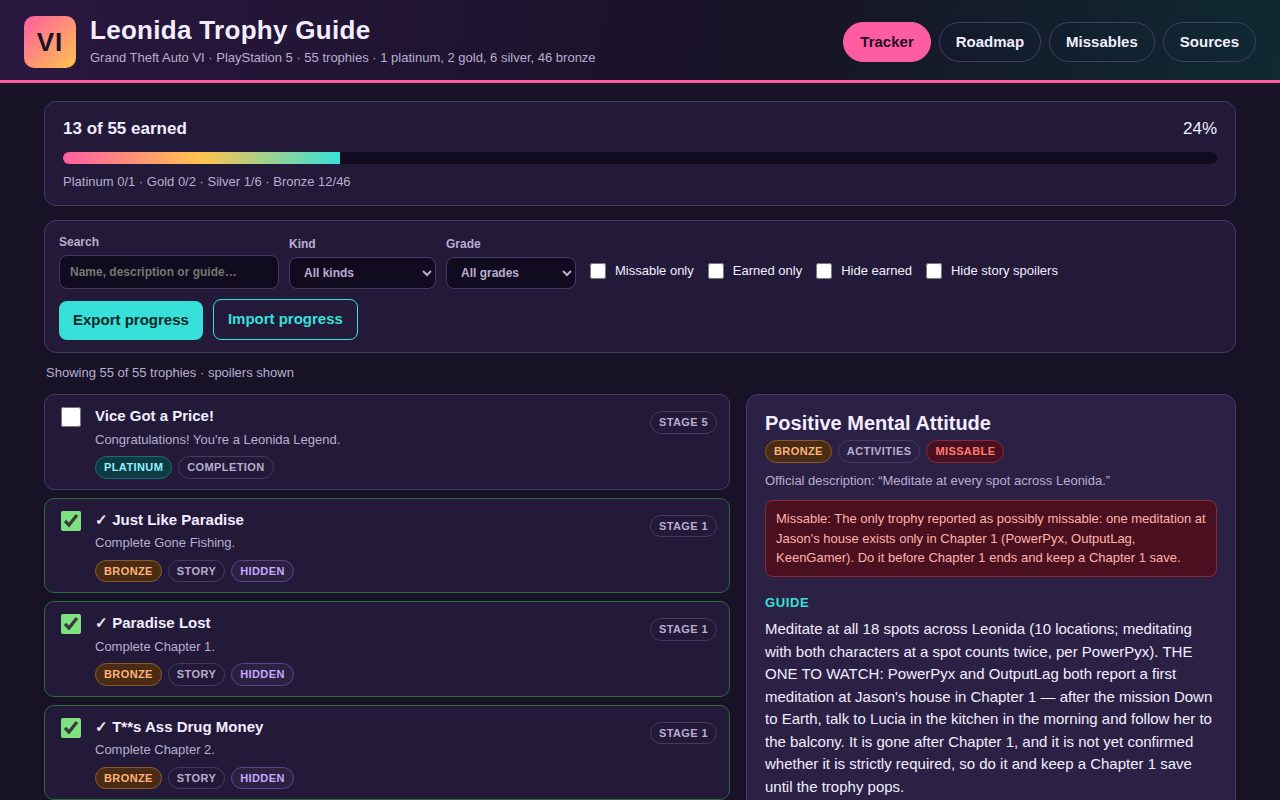 VI
Leonida Trophy Guide
Grand Theft Auto VI · PlayStation 5 · 55 trophies · 1 platinum, 2 gold, 6 silver, 46 bronze
Tracker
Roadmap
Missables
Sources
13 of 55 earned
24%
Platinum 0/1 · Gold 0/2 · Silver 1/6 · Bronze 12/46
Search
Name, description or guide…
Kind
All kinds
Grade
All grades
Missable only
Earned only
Hide earned
Hide story spoilers
Export progress
Import progress
Showing 55 of 55 trophies · spoilers shown
Vice Got a Price!
STAGE 5
Congratulations! You're a Leonida Legend.
PLATINUM
COMPLETION
✓ Just Like Paradise
STAGE 1
Complete Gone Fishing.
BRONZE
STORY
HIDDEN
✓ Paradise Lost
STAGE 1
Complete Chapter 1.
BRONZE
STORY
HIDDEN
✓ T**s Ass Drug Money
STAGE 1
Complete Chapter 2.
BRONZE
STORY
HIDDEN
Positive Mental Attitude
BRONZE
ACTIVITIES
MISSABLE
Official description: “Meditate at every spot across Leonida.”
Missable: The only trophy reported as possibly missable: one meditation at
Jason's house exists only in Chapter 1 (PowerPyx, OutputLag,
KeenGamer). Do it before Chapter 1 ends and keep a Chapter 1 save.
GUIDE
Meditate at all 18 spots across Leonida (10 locations; meditating
with both characters at a spot counts twice, per PowerPyx). THE
ONE TO WATCH: PowerPyx and OutputLag both report a first
meditation at Jason's house in Chapter 1 — after the mission Down
to Earth, talk to Lucia in the kitchen in the morning and follow her to
the balcony. It is gone after Chapter 1, and it is not yet confirmed
whether it is strictly required, so do it and keep a Chapter 1 save
until the trophy pops.